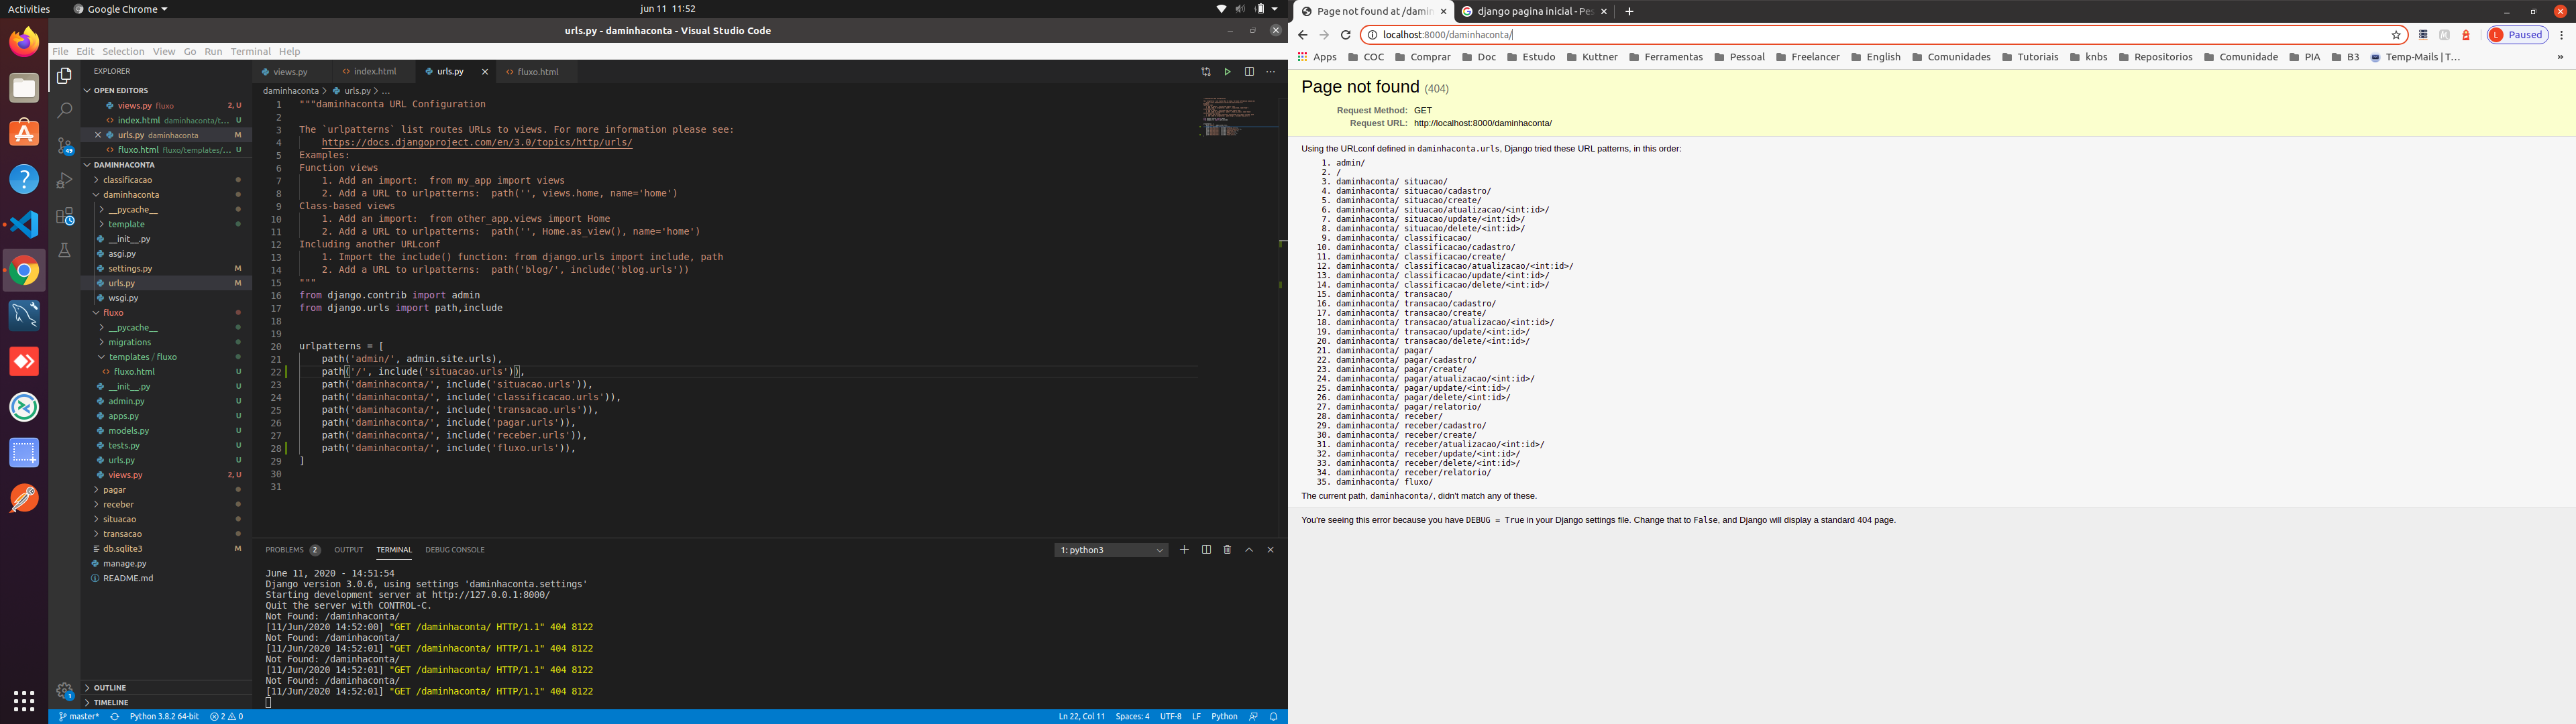 Activities
Google Chrome
jun 11 11:52
urls.py - daminhaconta - Visual Studio Code
File Edit Selection View Go Run Terminal Help
EXPLORER
OPEN EDITORS
views.py fluxo 2, U
index.html daminhaconta/t... U
urls.py daminhaconta M
fluxo.html fluxo/templates/... U
DAMINHACONTA
classificacao
daminhaconta
__pycache__
template
__init__.py
asgi.py
settings.py M
urls.py M
wsgi.py
fluxo
__pycache__
migrations
templates / fluxo
fluxo.html U
__init__.py U
admin.py U
apps.py U
models.py U
tests.py U
urls.py U
views.py 2, U
pagar
receber
situacao
transacao
db.sqlite3 M
manage.py
README.md
OUTLINE
TIMELINE
49
1
views.py
index.html
urls.py
fluxo.html
daminhaconta > urls.py > ...
1 """daminhaconta URL Configuration
2
3 The `urlpatterns` list routes URLs to views. For more information please see:
4 https://docs.djangoproject.com/en/3.0/topics/http/urls/
5 Examples:
6 Function views
7 1. Add an import: from my_app import views
8 2. Add a URL to urlpatterns: path('', views.home, name='home')
9 Class-based views
10 1. Add an import: from other_app.views import Home
11 2. Add a URL to urlpatterns: path('', Home.as_view(), name='home')
12 Including another URLconf
13 1. Import the include() function: from django.urls import include, path
14 2. Add a URL to urlpatterns: path('blog/', include('blog.urls'))
15 """
16 from django.contrib import admin
17 from django.urls import path,include
18
19
20 urlpatterns = [
21 path('admin/', admin.site.urls),
22 path('/', include('situacao.urls')),
23 path('daminhaconta/', include('situacao.urls')),
24 path('daminhaconta/', include('classificacao.urls')),
25 path('daminhaconta/', include('transacao.urls')),
26 path('daminhaconta/', include('pagar.urls')),
27 path('daminhaconta/', include('receber.urls')),
28 path('daminhaconta/', include('fluxo.urls')),
29 ]
30
31
PROBLEMS 2 OUTPUT TERMINAL DEBUG CONSOLE
1: python3
June 11, 2020 - 14:51:54
Django version 3.0.6, using settings 'daminhaconta.settings'
Starting development server at http://127.0.0.1:8000/
Quit the server with CONTROL-C.
Not Found: /daminhaconta/
[11/Jun/2020 14:52:00] "GET /daminhaconta/ HTTP/1.1" 404 8122
Not Found: /daminhaconta/
[11/Jun/2020 14:52:01] "GET /daminhaconta/ HTTP/1.1" 404 8122
Not Found: /daminhaconta/
[11/Jun/2020 14:52:01] "GET /daminhaconta/ HTTP/1.1" 404 8122
Not Found: /daminhaconta/
[11/Jun/2020 14:52:01] "GET /daminhaconta/ HTTP/1.1" 404 8122
master*
Python 3.8.2 64-bit
2 0
Ln 22, Col 11 Spaces: 4 UTF-8 LF Python
Page not found at /damin
django pagina inicial - Pes
localhost:8000/daminhaconta/
L Paused
Apps COC Comprar Doc Estudo Kuttner Ferramentas Pessoal Freelancer English Comunidades Tutoriais knbs Repositorios Comunidade PIA B3 Temp-Mails | T... »
Page not found (404)
Request Method: GET
Request URL: http://localhost:8000/daminhaconta/
Using the URLconf defined in daminhaconta.urls, Django tried these URL patterns, in this order:
1. admin/
2. /
3. daminhaconta/ situacao/
4. daminhaconta/ situacao/cadastro/
5. daminhaconta/ situacao/create/
6. daminhaconta/ situacao/atualizacao/<int:id>/
7. daminhaconta/ situacao/update/<int:id>/
8. daminhaconta/ situacao/delete/<int:id>/
9. daminhaconta/ classificacao/
10. daminhaconta/ classificacao/cadastro/
11. daminhaconta/ classificacao/create/
12. daminhaconta/ classificacao/atualizacao/<int:id>/
13. daminhaconta/ classificacao/update/<int:id>/
14. daminhaconta/ classificacao/delete/<int:id>/
15. daminhaconta/ transacao/
16. daminhaconta/ transacao/cadastro/
17. daminhaconta/ transacao/create/
18. daminhaconta/ transacao/atualizacao/<int:id>/
19. daminhaconta/ transacao/update/<int:id>/
20. daminhaconta/ transacao/delete/<int:id>/
21. daminhaconta/ pagar/
22. daminhaconta/ pagar/cadastro/
23. daminhaconta/ pagar/create/
24. daminhaconta/ pagar/atualizacao/<int:id>/
25. daminhaconta/ pagar/update/<int:id>/
26. daminhaconta/ pagar/delete/<int:id>/
27. daminhaconta/ pagar/relatorio/
28. daminhaconta/ receber/
29. daminhaconta/ receber/cadastro/
30. daminhaconta/ receber/create/
31. daminhaconta/ receber/atualizacao/<int:id>/
32. daminhaconta/ receber/update/<int:id>/
33. daminhaconta/ receber/delete/<int:id>/
34. daminhaconta/ receber/relatorio/
35. daminhaconta/ fluxo/
The current path, daminhaconta/, didn't match any of these.
You're seeing this error because you have DEBUG = True in your Django settings file. Change that to False, and Django will display a standard 404 page.